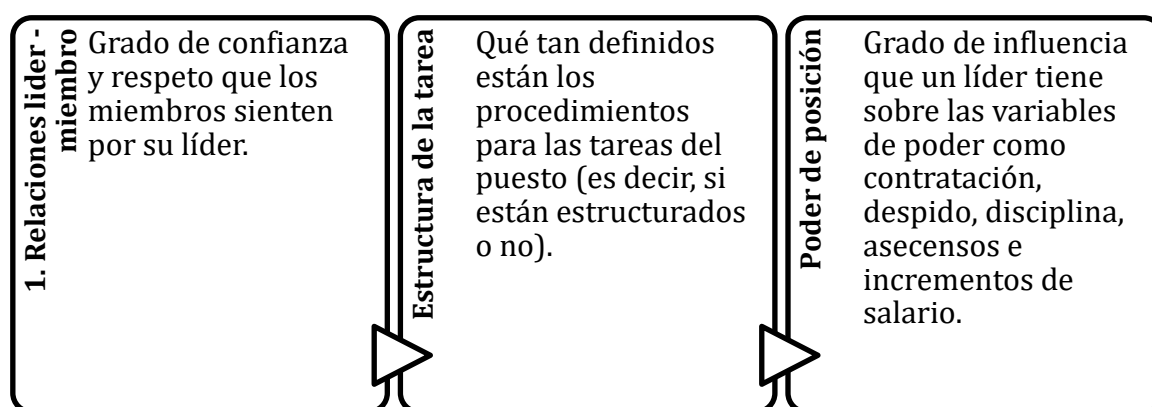 1. Relaciones lider -
miembro
Grado de confianza
y respeto que los
miembros sienten
por su líder.
Estructura de la tarea
Qué tan definidos
están los
procedimientos
para las tareas del
puesto (es decir, si
están estructurados
o no).
Poder de posición
Grado de influencia
que un líder tiene
sobre las variables
de poder como
contratación,
despido, disciplina,
asecensos e
incrementos de
salario.